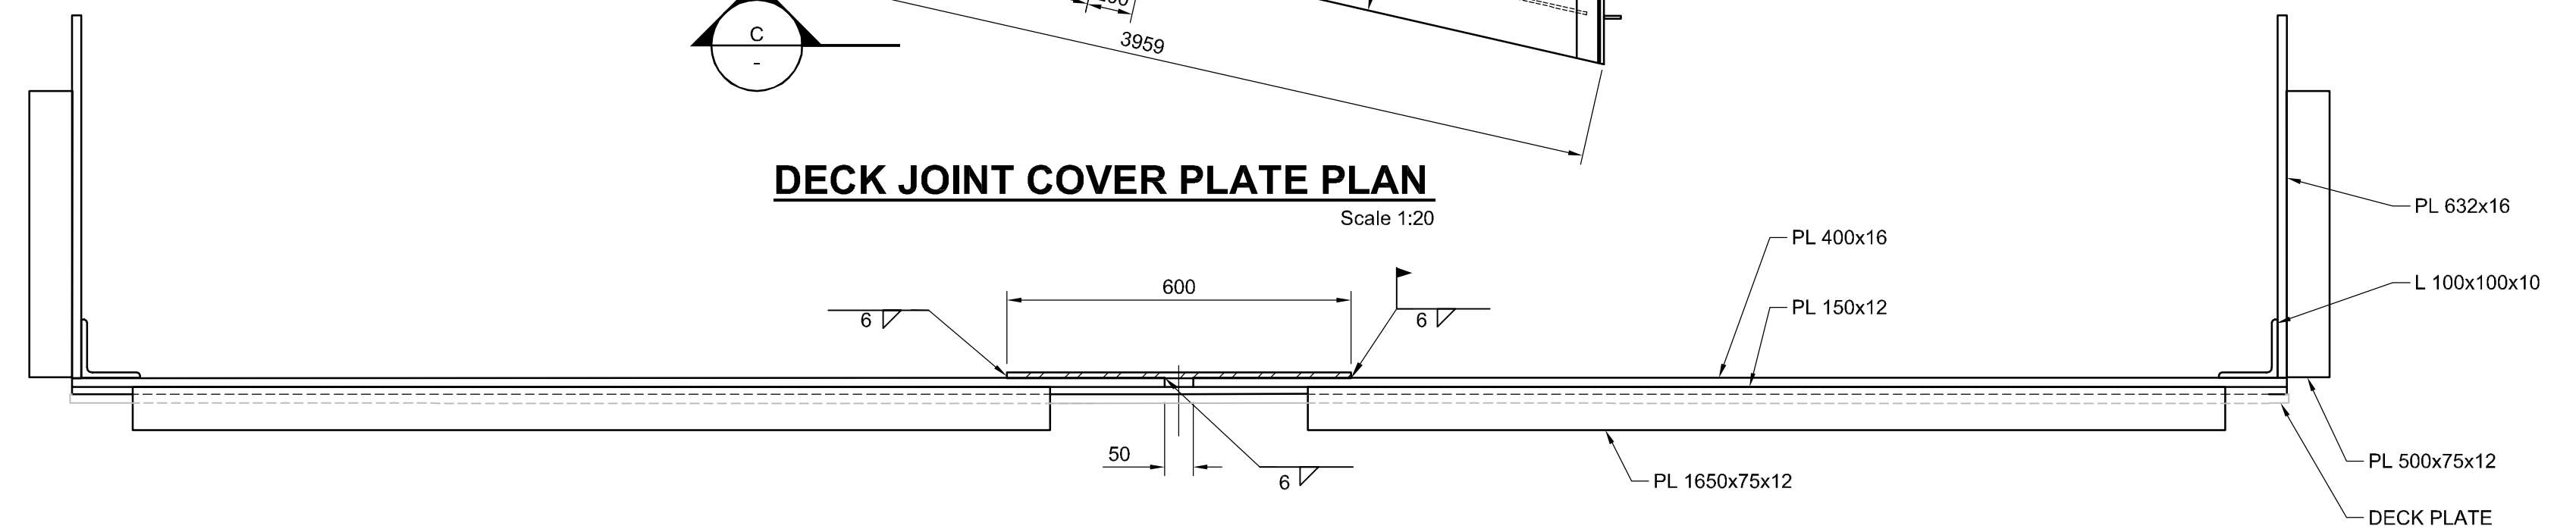 C
-
3959
DECK JOINT COVER PLATE PLAN
Scale 1:20
PL 632x16
PL 400x16
L 100x100x10
600
PL 150x12
6
6
50
6
PL 500x75x12
PL 1650x75x12
DECK PLATE